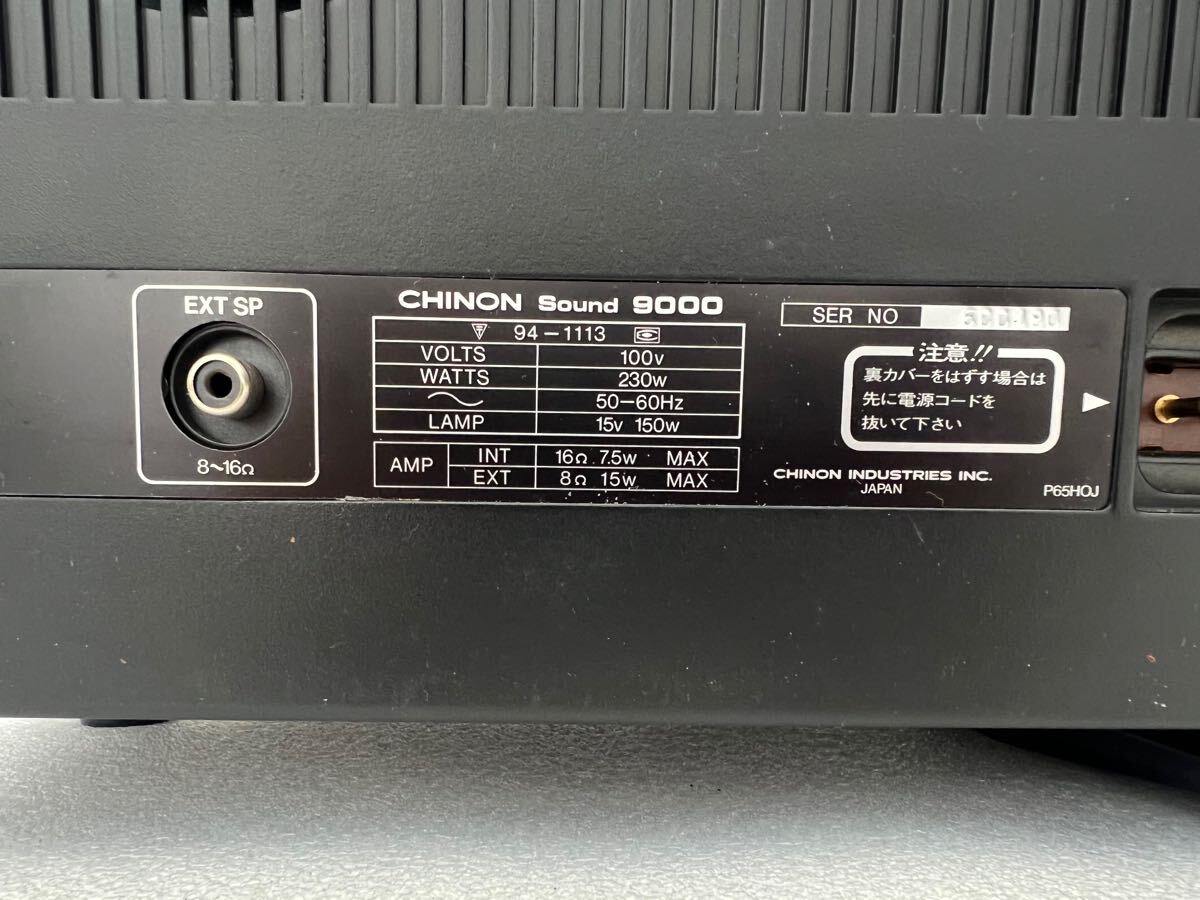 EXT SP
8~16Ω
CHINON Sound 9000
94-1113
VOLTS 100v
WATTS 230w
50-60Hz
LAMP 15v 150w
AMP
INT 16Ω 7.5w MAX
EXT 8Ω 15w MAX
SER NO
注意!!
裏カバーをはずす場合は
先に電源コードを
抜いて下さい
CHINON INDUSTRIES INC.
JAPAN
P65HOJ